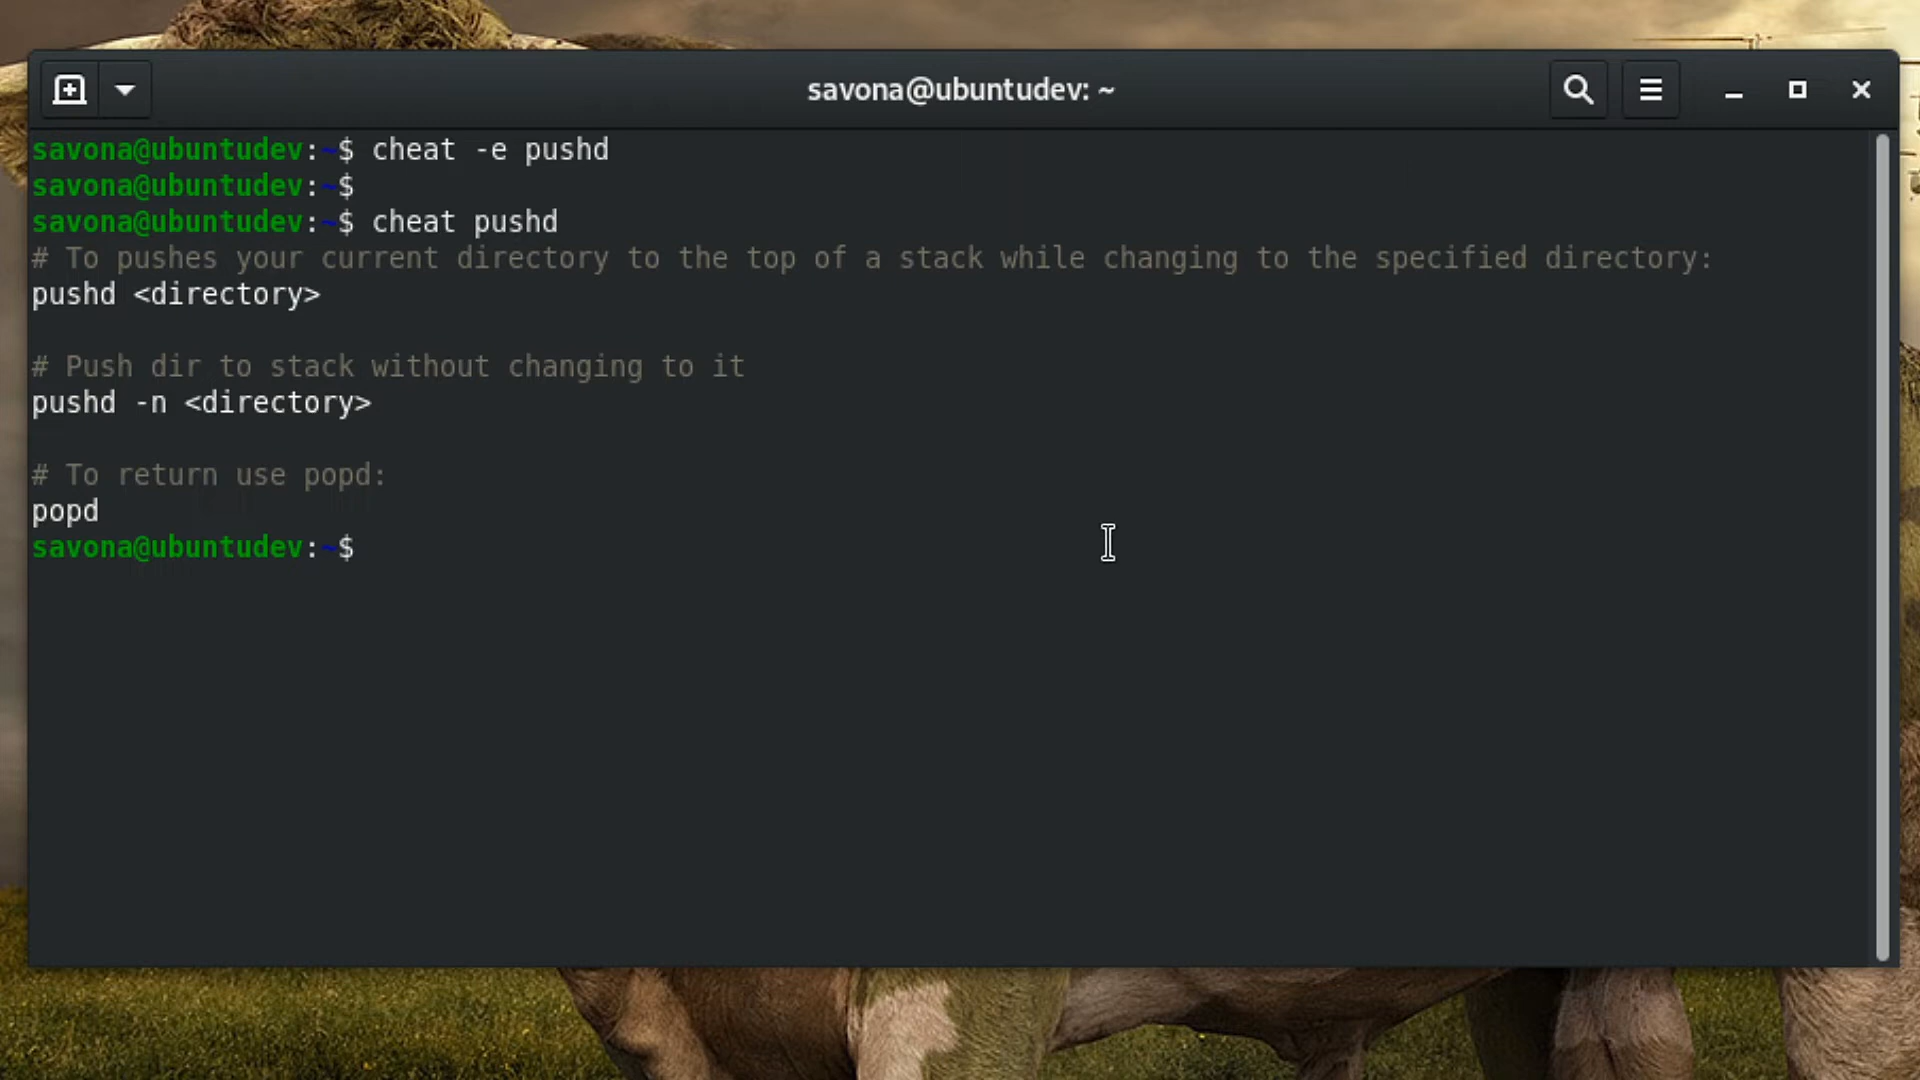 savona@ubuntudev: ~
savona@ubuntudev:~$ cheat -e pushd
savona@ubuntudev:~$
savona@ubuntudev:~$ cheat pushd
# To pushes your current directory to the top of a stack while changing to the specified directory:
pushd <directory>
# Push dir to stack without changing to it
pushd -n <directory>
# To return use popd:
popd
savona@ubuntudev:~$